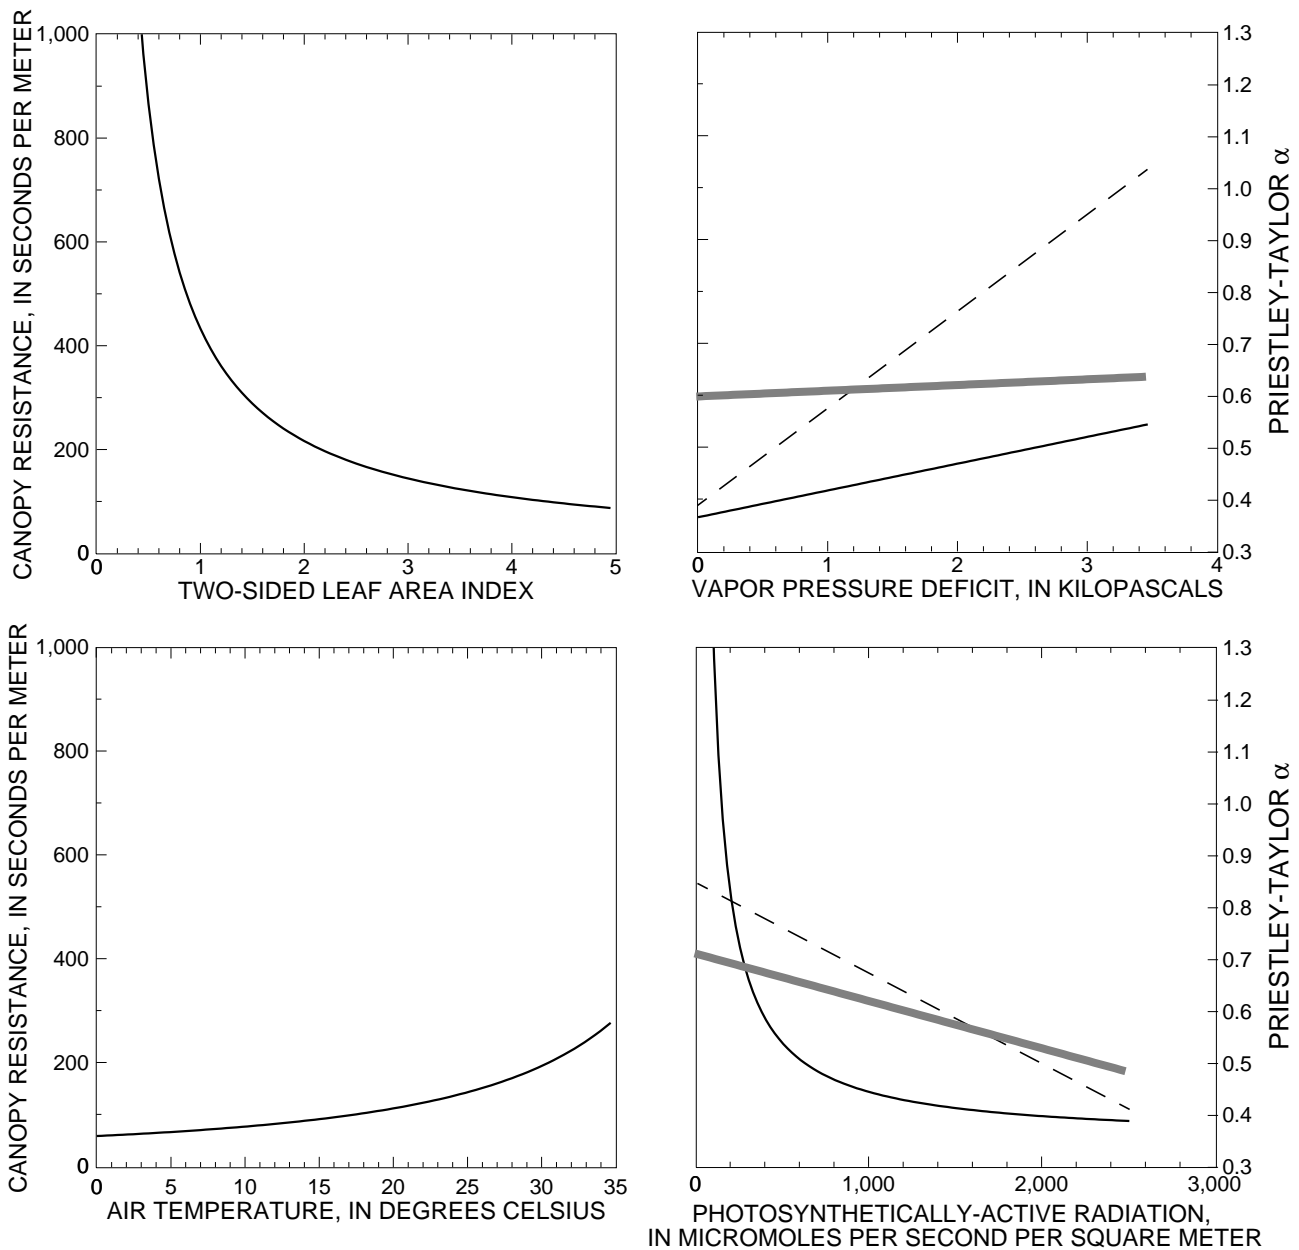 CANOPY RESISTANCE, IN SECONDS PER METER
1,000
800
600
400
200
0
0 1 2 3 4 5
TWO-SIDED LEAF AREA INDEX
1.3
1.2
1.1
1.0
0.9
0.8
0.7
0.6
0.5
0.4
0.3
PRIESTLEY-TAYLOR α
0 1 2 3 4
VAPOR PRESSURE DEFICIT, IN KILOPASCALS
CANOPY RESISTANCE, IN SECONDS PER METER
1,000
800
600
400
200
0
0 5 10 15 20 25 30 35
AIR TEMPERATURE, IN DEGREES CELSIUS
1.3
1.2
1.1
1.0
0.9
0.8
0.7
0.6
0.5
0.4
0.3
PRIESTLEY-TAYLOR α
0 1,000 2,000 3,000
PHOTOSYNTHETICALLY-ACTIVE RADIATION,
IN MICROMOLES PER SECOND PER SQUARE METER